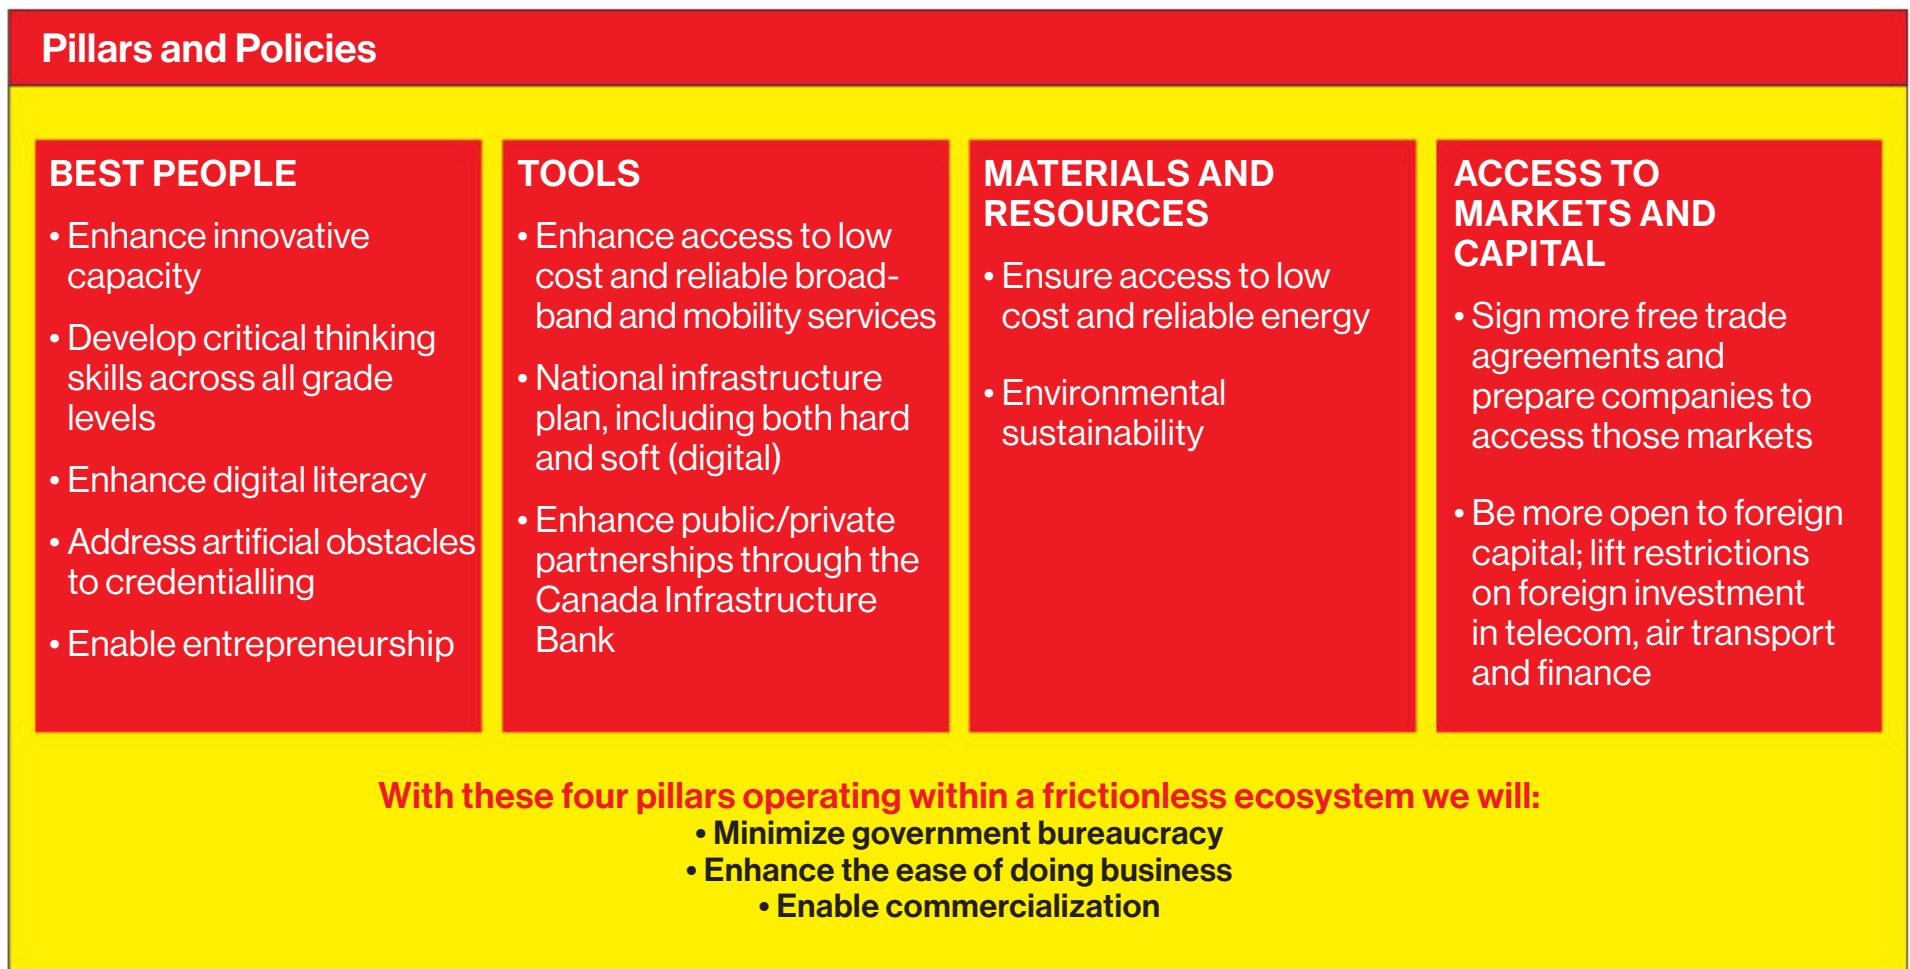 Pillars and Policies
BEST PEOPLE
• Enhance innovative
capacity
• Develop critical thinking
skills across all grade
levels
• Enhance digital literacy
• Address artificial obstacles
to credentialling
• Enable entrepreneurship
TOOLS
• Enhance access to low
cost and reliable broad-
band and mobility services
• National infrastructure
plan, including both hard
and soft (digital)
• Enhance public/private
partnerships through the
Canada Infrastructure
Bank
MATERIALS AND
RESOURCES
• Ensure access to low
cost and reliable energy
• Environmental
sustainability
ACCESS TO
MARKETS AND
CAPITAL
• Sign more free trade
agreements and
prepare companies to
access those markets
• Be more open to foreign
capital; lift restrictions
on foreign investment
in telecom, air transport
and finance
With these four pillars operating within a frictionless ecosystem we will:
• Minimize government bureaucracy
• Enhance the ease of doing business
• Enable commercialization